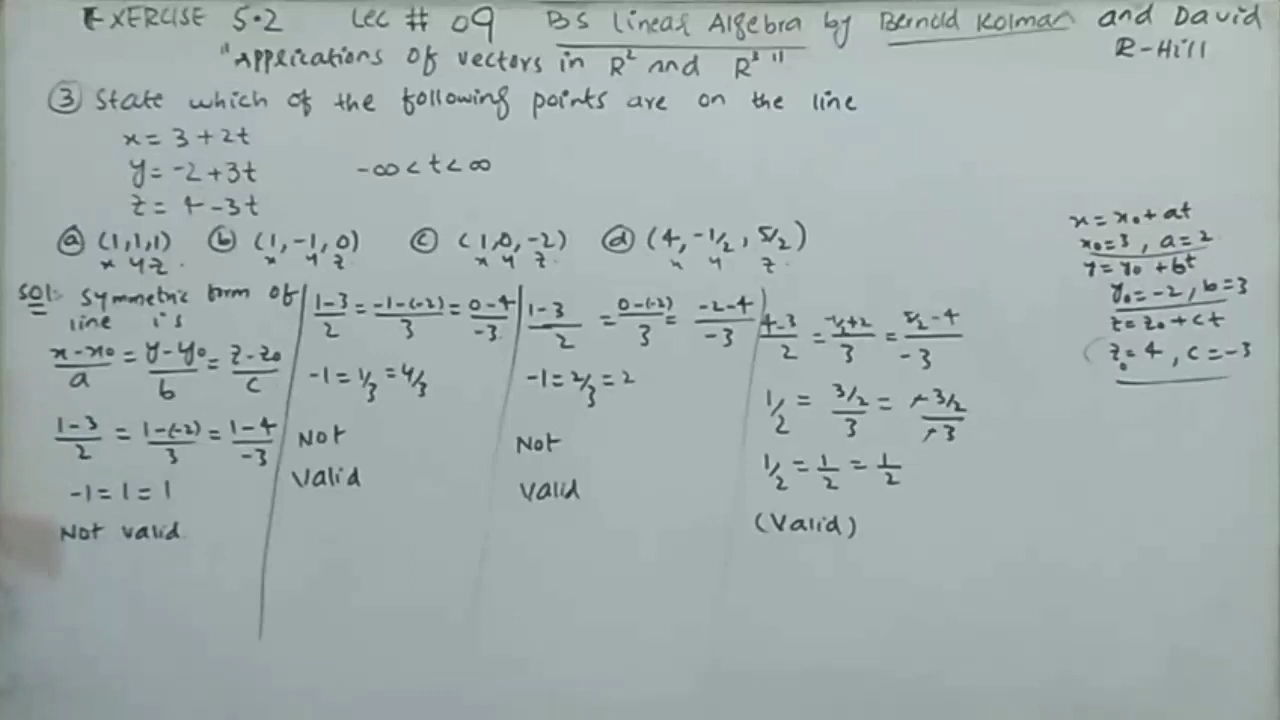 EXERCISE 5.2 Lec # 09 BS Linear Algebra by Bernold Kolman and David
R-Hill
"Applications of vectors in R² and R³"
③ State which of the following points are on the line
x = 3 + 2t
y = -2 + 3t -∞ < t < ∞
z = 4 - 3t
ⓐ (1,1,1) ⓑ (1,-1,0) ⓒ (1,0,-2) ⓓ (4,-1/2,5/2)
x y z x y z x y z x y z
Sol: Symmetric form of
line is
(x-x0)/a = (y-y0)/b = (z-z0)/c
(1-3)/2 = (1-(-2))/3 = (1-4)/-3
-1 = 1 = 1
Not valid
(1-3)/2 = (-1-(-2))/3 = (0-4)/-3
-1 = 1/3 = 4/3
Not
Valid
(1-3)/2 = (0-(-2))/3 = (-2-4)/-3
-1 = 2/3 = 2
Not
Valid
(4-3)/2 = (-1/2+2)/3 = (5/2-4)/-3
1/2 = (3/2)/3 = (-3/2)/-3
1/2 = 1/2 = 1/2
(Valid)
x = x0 + at
x0 = 3, a = 2
y = y0 + bt
y0 = -2, b = 3
z = z0 + ct
z0 = 4, c = -3